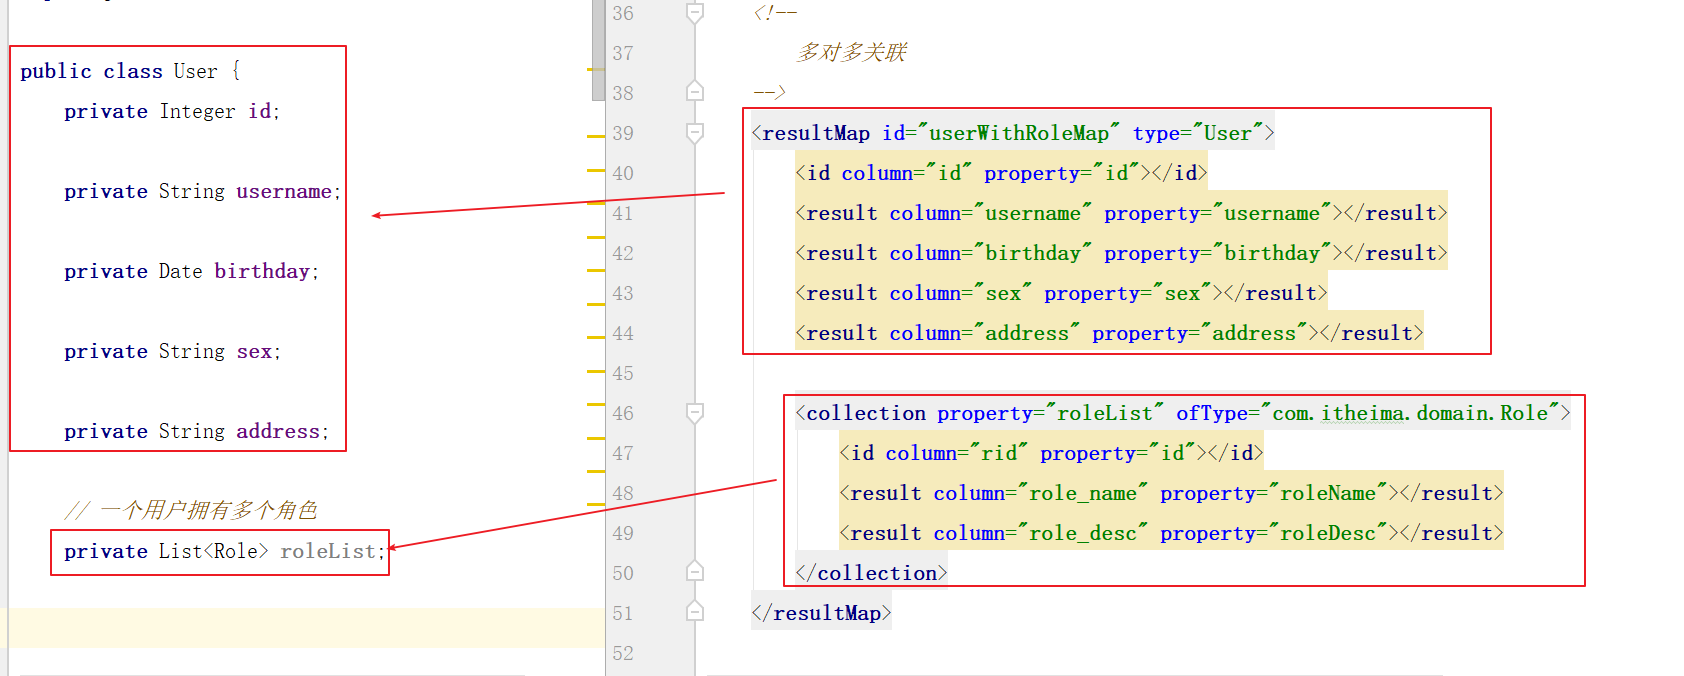 public class User {
private Integer id;
private String username;
private Date birthday;
private String sex;
private String address;
// 一个用户拥有多个角色
private List<Role> roleList;
36 <!--
37 多对多关联
38 -->
39 <resultMap id="userWithRoleMap" type="User">
40 <id column="id" property="id"></id>
41 <result column="username" property="username"></result>
42 <result column="birthday" property="birthday"></result>
43 <result column="sex" property="sex"></result>
44 <result column="address" property="address"></result>
45
46 <collection property="roleList" ofType="com.itheima.domain.Role">
47 <id column="rid" property="id"></id>
48 <result column="role_name" property="roleName"></result>
49 <result column="role_desc" property="roleDesc"></result>
50 </collection>
51 </resultMap>
52